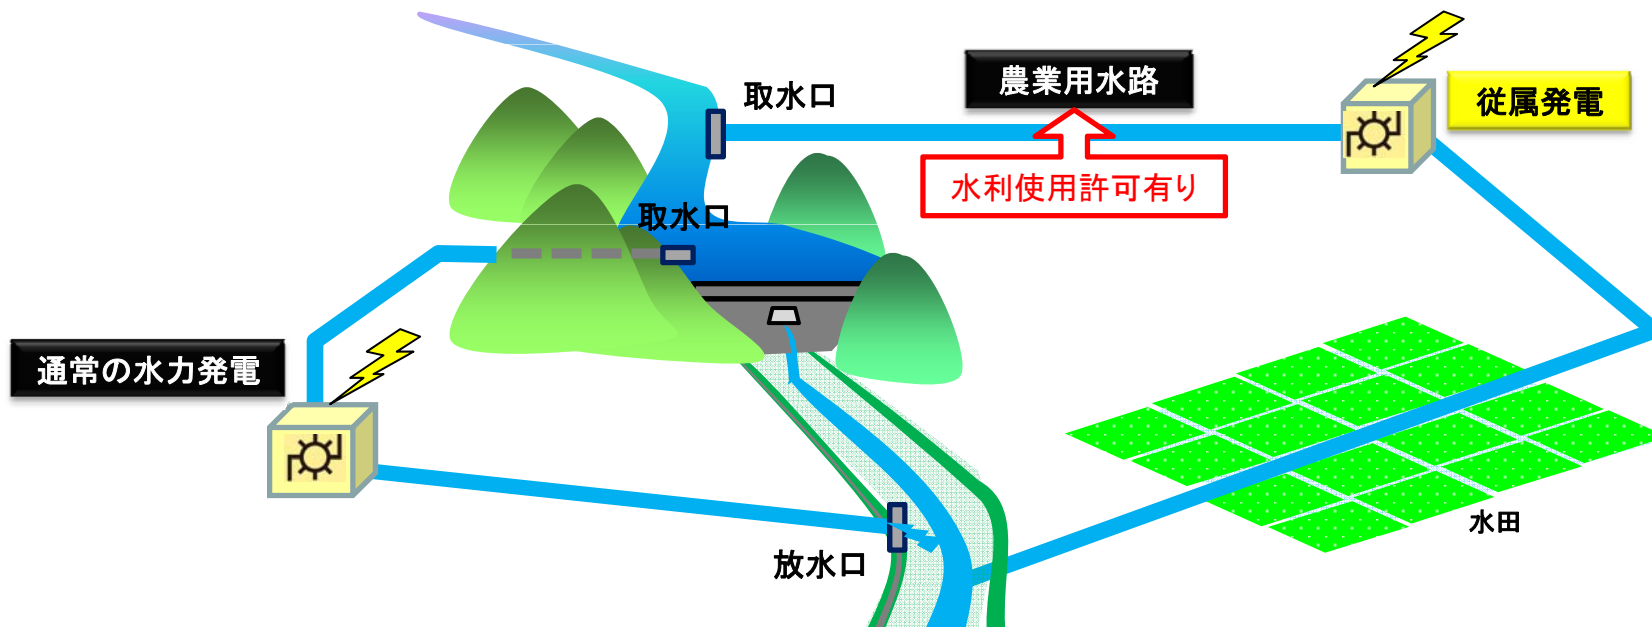 取水口
農業用水路
従属発電
水利使用許可有り
取水口
通常の水力発電
水田
放水口